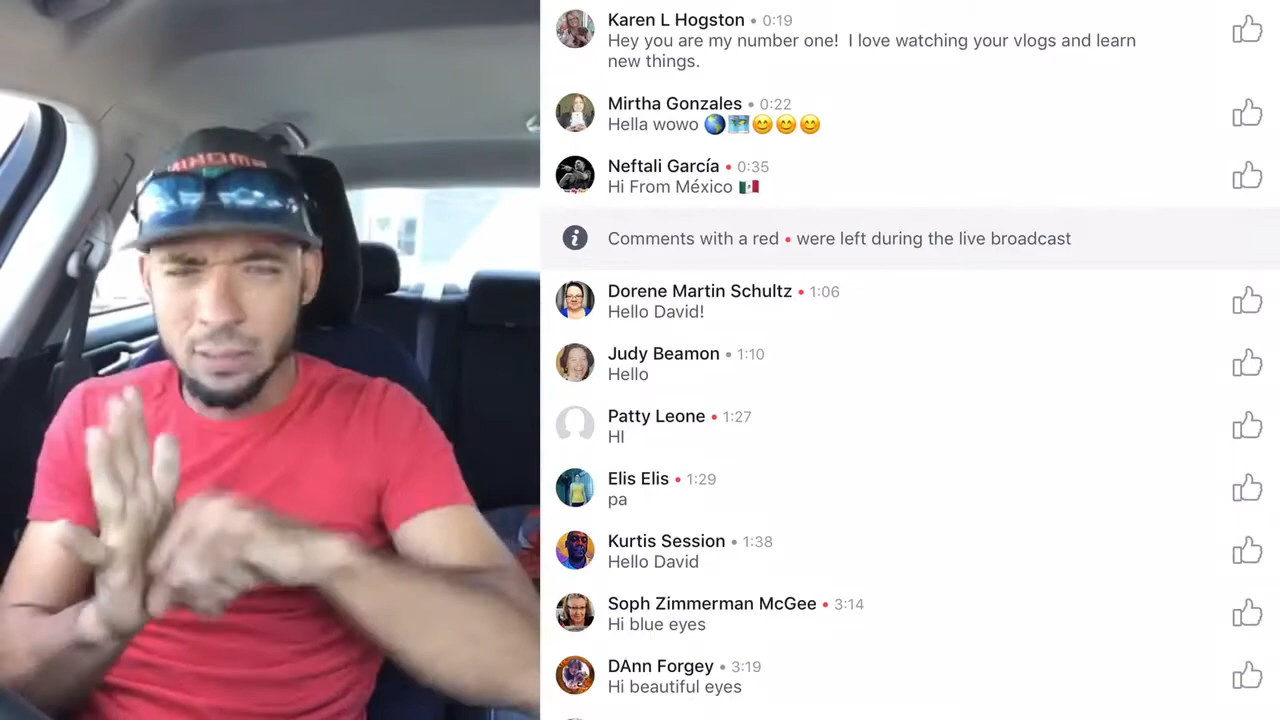 Karen L Hogston • 0:19
Hey you are my number one! I love watching your vlogs and learn
new things.
Mirtha Gonzales • 0:22
Hella wowo 🌎🗺️😊😊😊
Neftali García • 0:35
Hi From México 🇲🇽
Comments with a red • were left during the live broadcast
Dorene Martin Schultz • 1:06
Hello David!
Judy Beamon • 1:10
Hello
Patty Leone • 1:27
HI
Elis Elis • 1:29
pa
Kurtis Session • 1:38
Hello David
Soph Zimmerman McGee • 3:14
Hi blue eyes
DAnn Forgey • 3:19
Hi beautiful eyes